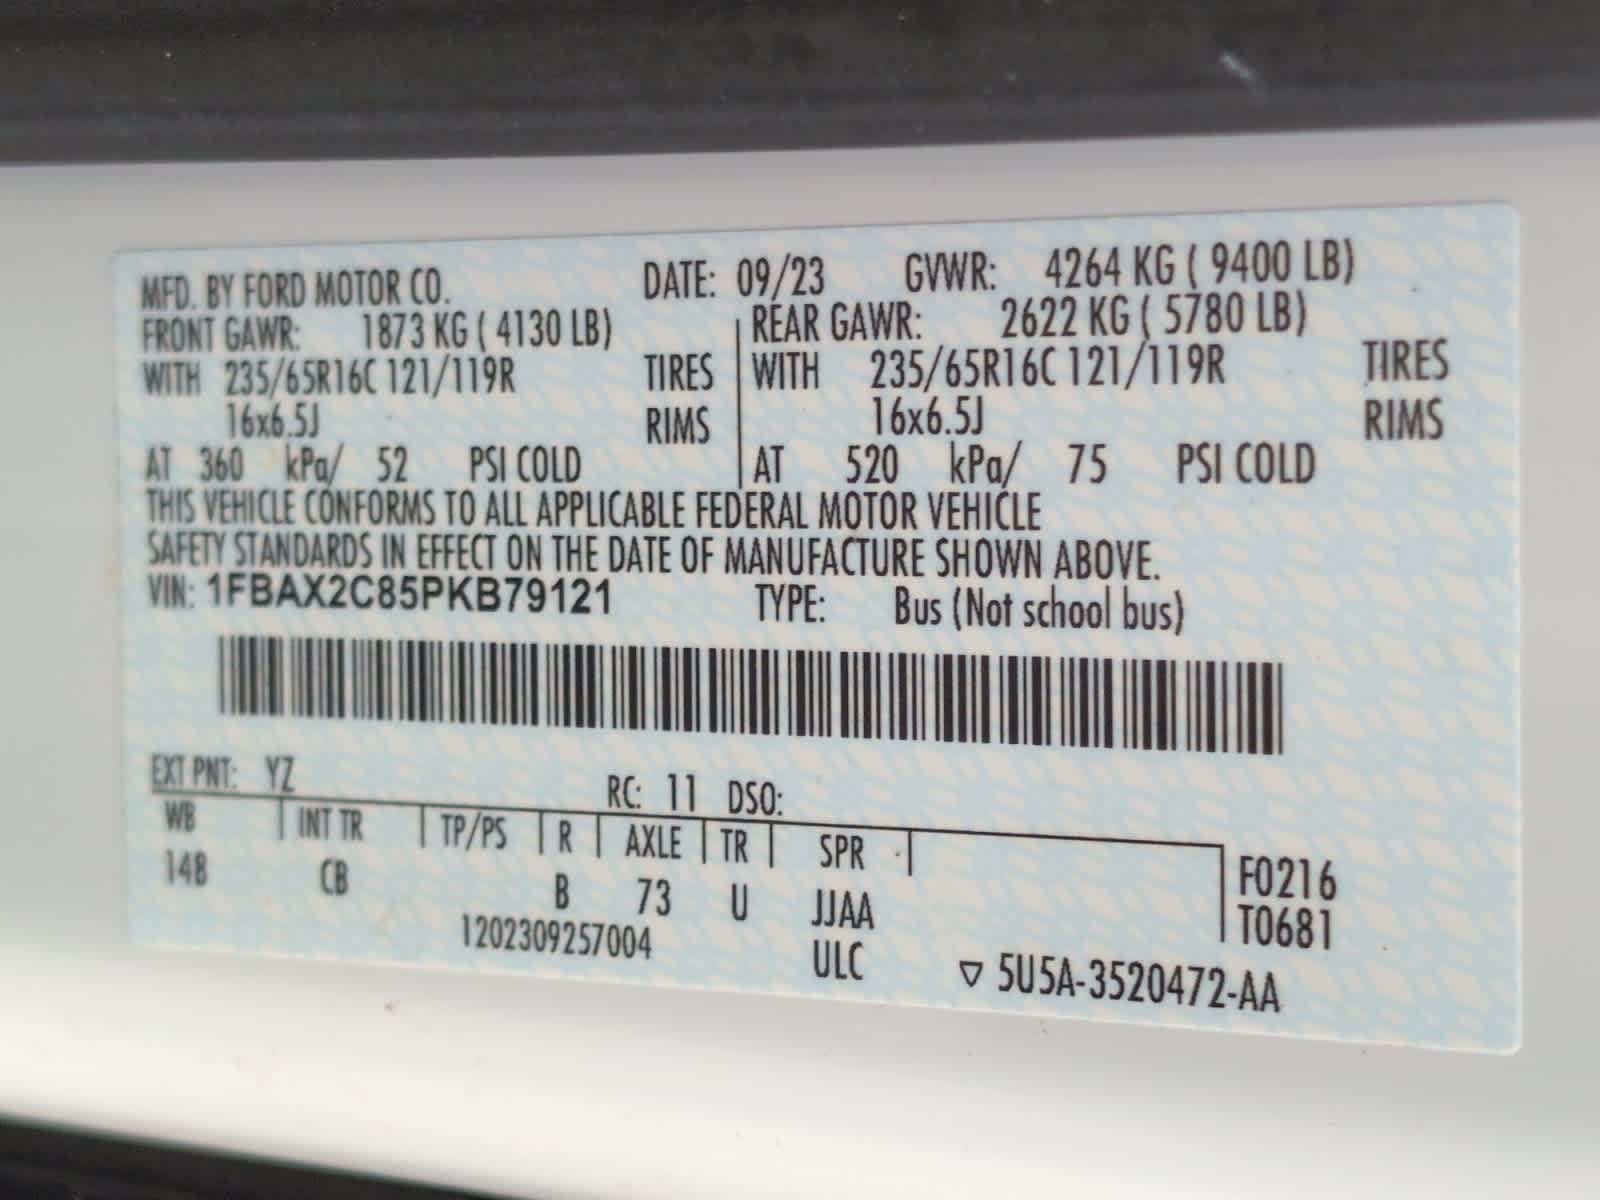 MFD. BY FORD MOTOR CO. DATE: 09/23 GVWR: 4264 KG ( 9400 LB)
FRONT GAWR: 1873 KG ( 4130 LB) REAR GAWR: 2622 KG ( 5780 LB)
WITH 235/65R16C 121/119R TIRES WITH 235/65R16C 121/119R TIRES
16x6.5J RIMS 16x6.5J RIMS
AT 360 kPa/ 52 PSI COLD AT 520 kPa/ 75 PSI COLD
THIS VEHICLE CONFORMS TO ALL APPLICABLE FEDERAL MOTOR VEHICLE
SAFETY STANDARDS IN EFFECT ON THE DATE OF MANUFACTURE SHOWN ABOVE.
VIN: 1FBAX2C85PKB79121 TYPE: Bus (Not school bus)
EXT PNT: YZ RC: 11 DSO:
WB INT TR TP/PS R AXLE TR SPR
14B CB B 73 U JJAA
F0216
T0681
1202309257004 ULC ▽ 5U5A-3520472-AA